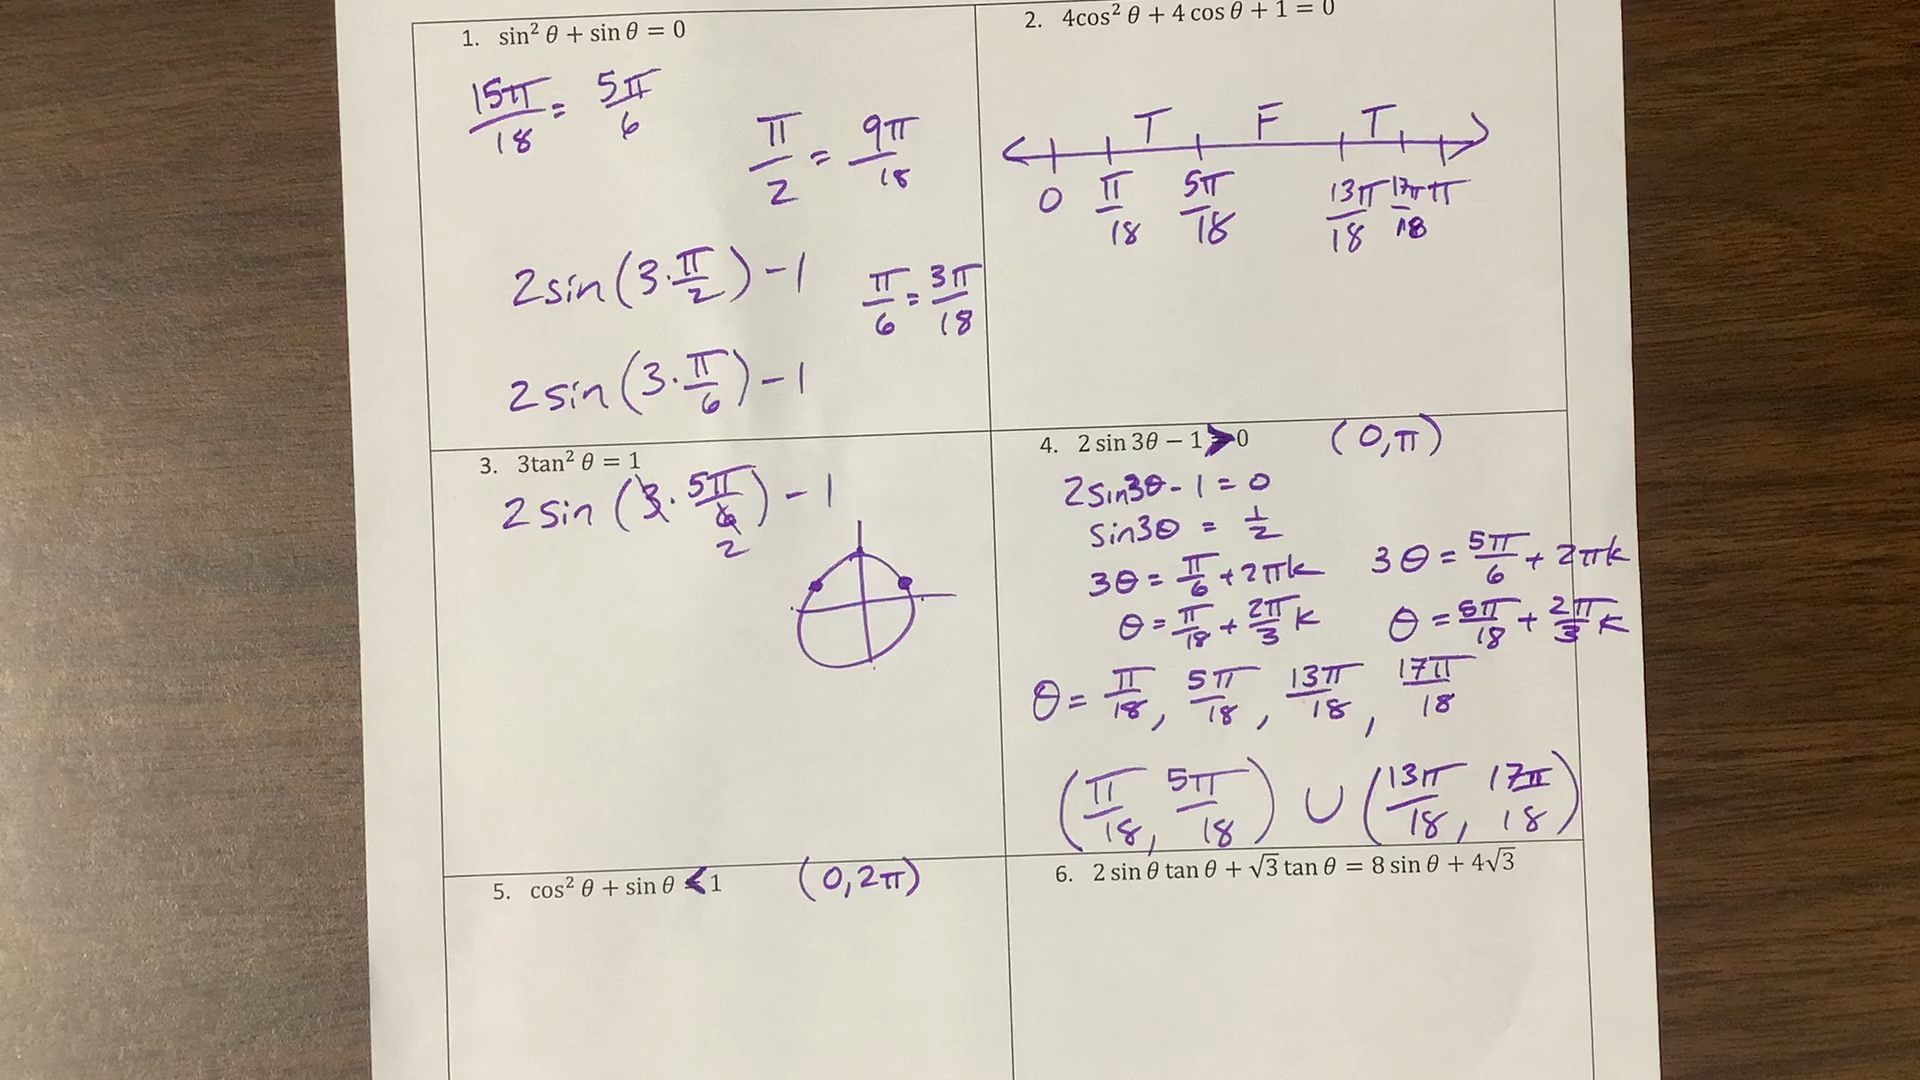 1. sin² θ + sin θ = 0
15π/18 = 5π/6
π/2 = 9π/18
2sin(3·π/2) - 1
π/6 = 3π/18
2sin(3·π/6) - 1
2. 4cos² θ + 4 cos θ + 1 = 0
T F T
0 π/18 5π/18 13π/18 17π/18 π
3. 3tan² θ = 1
2sin(3·5π/6) - 1
2
4. 2 sin 3θ − 1 > 0 (0,π)
2sin3θ - 1 = 0
sin3θ = 1/2
3θ = π/6 + 2πk 3θ = 5π/6 + 2πk
θ = π/18 + 2π/3 k θ = 5π/18 + 2π/3 k
θ = π/18, 5π/18, 13π/18, 17π/18
(π/18, 5π/18) ∪ (13π/18, 17π/18)
5. cos² θ + sin θ < 1 (0,2π)
6. 2 sin θ tan θ + √3 tan θ = 8 sin θ + 4√3